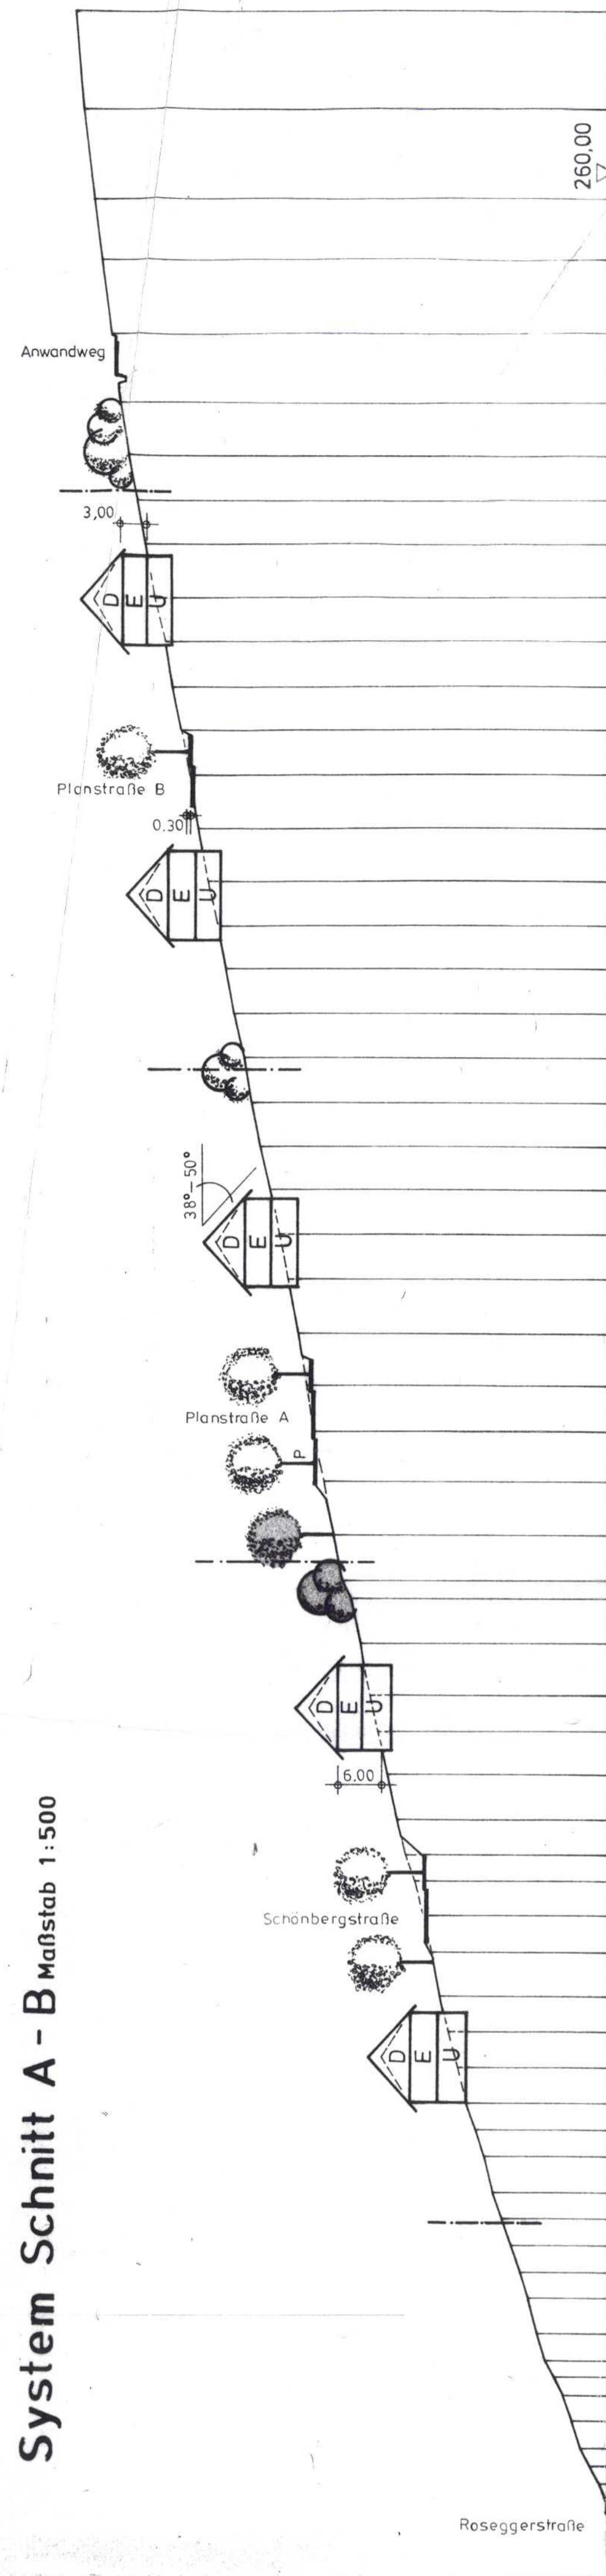 System Schnitt A - B Maßstab 1:500
260,00
Anwandweg
3,00
D E U
Planstraße B
0.30
D E U
38°-50°
D E U
Planstraße A
P
D E U
6.00
Schönbergstraße
D E U
Roseggerstraße